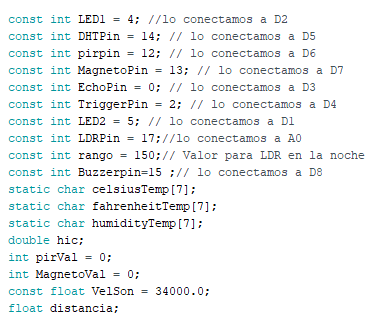 const int LED1 = 4; //lo conectamos a D2
const int DHTPin = 14; // lo conectamos a D5
const int pirpin = 12; // lo conectamos a D6
const int MagnetoPin = 13; // lo conectamos a D7
const int EchoPin = 0; // lo conectamos a D3
const int TriggerPin = 2; // lo conectamos a D4
const int LED2 = 5; // lo conectamos a D1
const int LDRPin = 17;//lo conectamos a A0
const int rango = 150;// Valor para LDR en la noche
const int Buzzerpin=15 ;// lo conectamos a D8
static char celsiusTemp[7];
static char fahrenheitTemp[7];
static char humidityTemp[7];
double hic;
int pirVal = 0;
int MagnetoVal = 0;
const float VelSon = 34000.0;
float distancia;